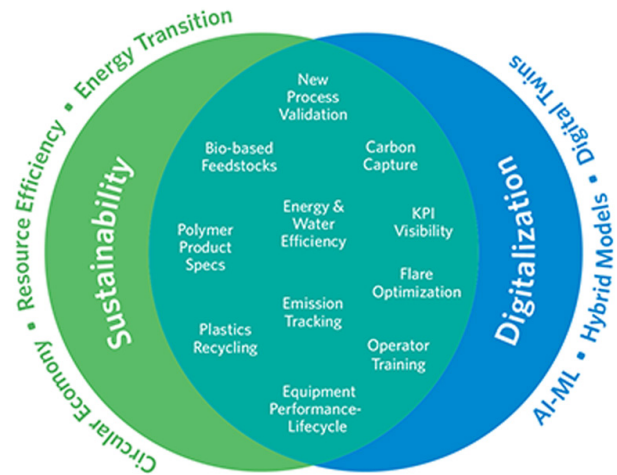 Circular Ecomony • Resource Efficiency • Energy Transition
Sustainability
New
Process
Validation
Bio-based
Feedstocks
Carbon
Capture
Energy &
Water
Efficiency
KPI
Visibility
Polymer
Product
Specs
Flare
Optimization
Emission
Tracking
Plastics
Recycling
Operator
Training
Equipment
Performance-
Lifecycle
Digitalization
AI-ML • Hybrid Models • Digital Twins